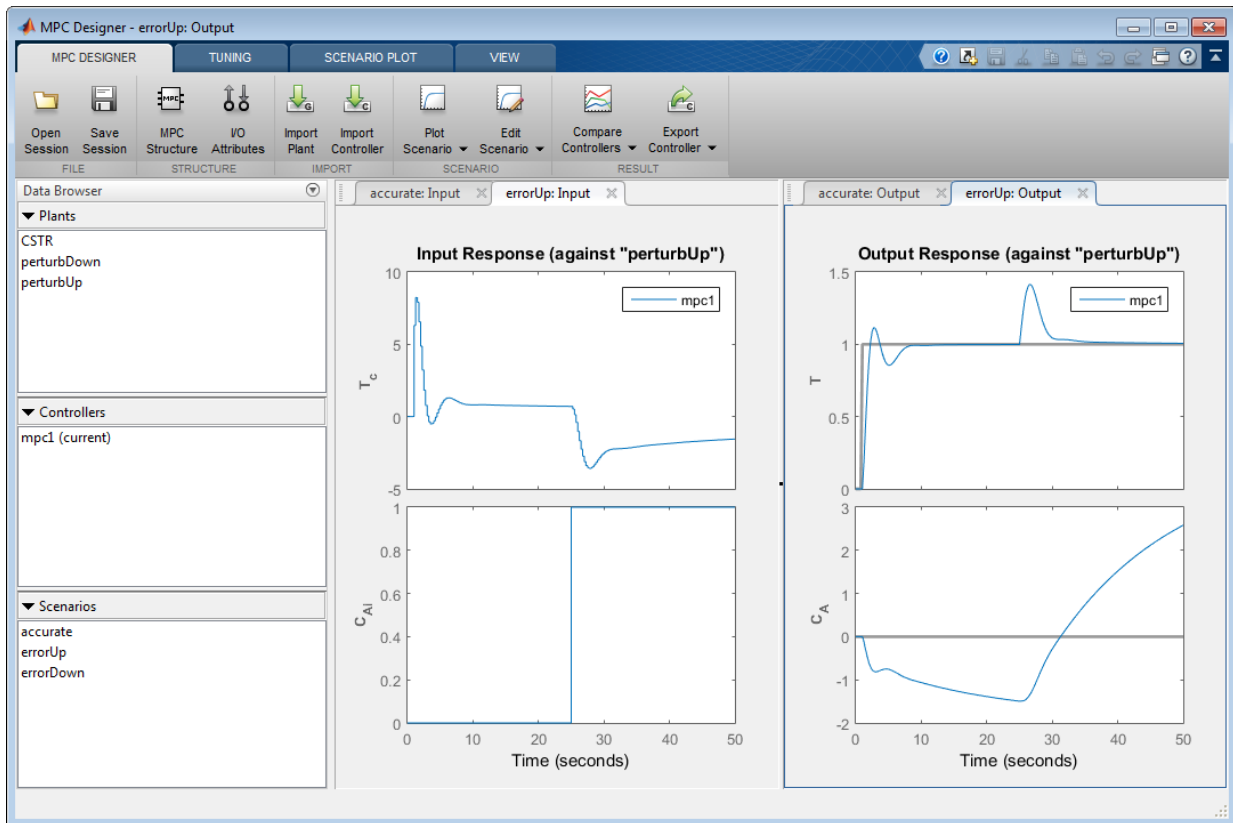 MPC Designer - errorUp: Output
MPC DESIGNER TUNING SCENARIO PLOT VIEW
Open Session
Save Session
MPC Structure
I/O Attributes
Import Plant
Import Controller
Plot Scenario
Edit Scenario
Compare Controllers
Export Controller
FILE STRUCTURE IMPORT SCENARIO RESULT
Data Browser
Plants
CSTR
perturbDown
perturbUp
Controllers
mpc1 (current)
Scenarios
accurate
errorUp
errorDown
accurate: Input errorUp: Input
Input Response (against "perturbUp")
mpc1
10
5
0
-5
Tc
1
0.8
0.6
0.4
0.2
0
CAI
0 10 20 30 40 50
Time (seconds)
accurate: Output errorUp: Output
Output Response (against "perturbUp")
mpc1
1.5
1
0.5
0
T
3
2
1
0
-1
-2
CA
0 10 20 30 40 50
Time (seconds)